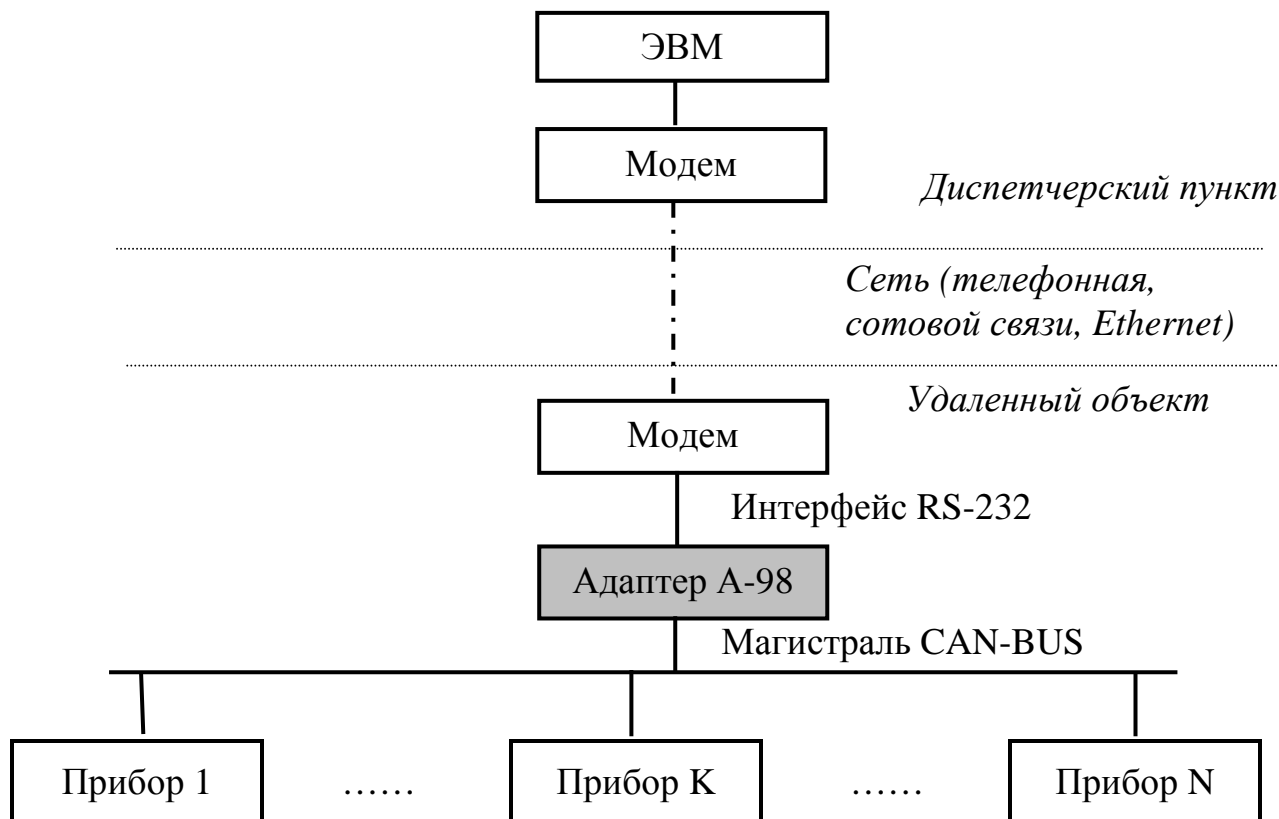 ЭВМ
Модем
Диспетчерский пункт
Сеть (телефонная,
сотовой связи, Ethernet)
Удаленный объект
Модем
Интерфейс RS-232
Адаптер А-98
Магистраль CAN-BUS
Прибор 1 ...... Прибор K ...... Прибор N